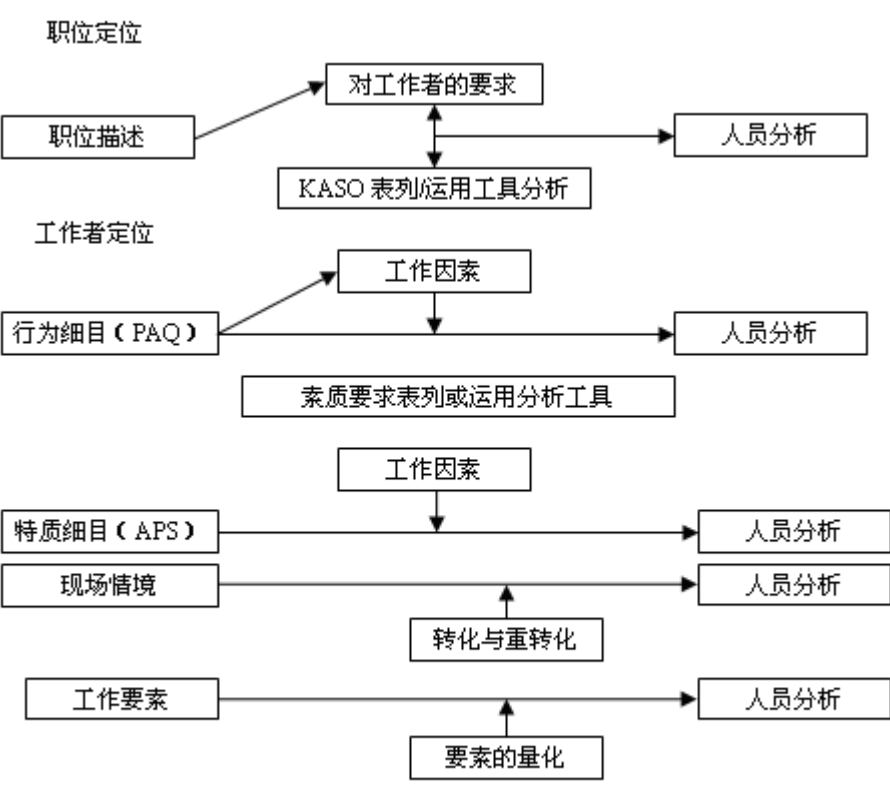 职位定位
对工作者的要求
职位描述
人员分析
KASO 表列/运用工具分析
工作者定位
工作因素
行为细目（PAQ）
人员分析
素质要求表列或运用分析工具
工作因素
特质细目（APS）
人员分析
现场情境
人员分析
转化与重转化
工作要素
人员分析
要素的量化